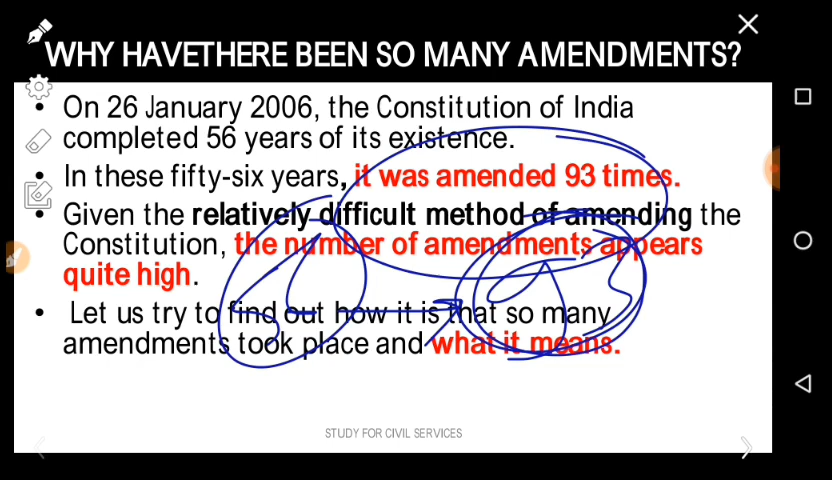 WHY HAVETHERE BEEN SO MANY AMENDMENTS?
• On 26 January 2006, the Constitution of India
completed 56 years of its existence.
• In these fifty-six years, it was amended 93 times.
• Given the relatively difficult method of amending the
Constitution, the number of amendments appears
quite high.
• Let us try to find out how it is that so many
amendments took place and what it means.
56 → 93
STUDY FOR CIVIL SERVICES